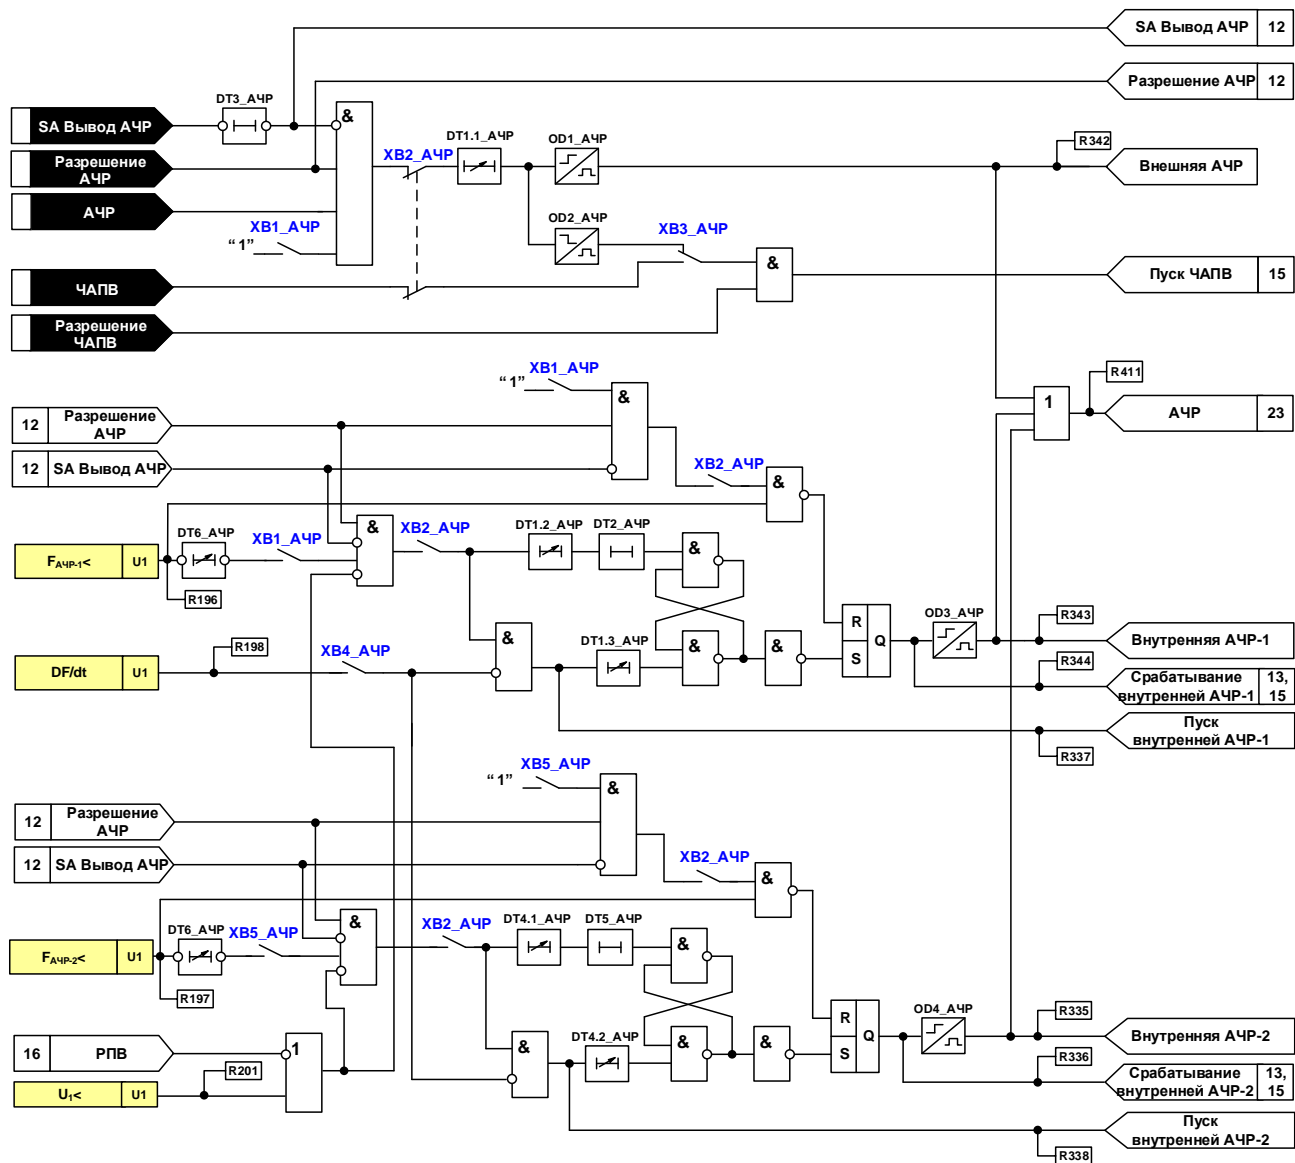 SA Вывод АЧР 12
Разрешение АЧР 12
DT3_АЧР
SA Вывод АЧР
&
Разрешение
АЧР
XB2_АЧР
DT1.1_АЧР
OD1_АЧР
R342
Внешняя АЧР
АЧР
XB1_АЧР
“1”
OD2_АЧР
XB3_АЧР
&
ЧАПВ
Пуск ЧАПВ 15
Разрешение
ЧАПВ
“1”
XB1_АЧР
&
R411
1
АЧР 23
12 Разрешение
АЧР
12 SA Вывод АЧР
XB2_АЧР
&
DT6_АЧР
XB1_АЧР
&
XB2_АЧР
DT1.2_АЧР
DT2_АЧР
&
FАЧР-1< U1
R196
R S Q
OD3_АЧР
R343
Внутренняя АЧР-1
R198
DF/dt U1
XB4_АЧР
&
DT1.3_АЧР
&
&
R344
Срабатывание
внутренней АЧР-1
13,
15
Пуск
внутренней АЧР-1
R337
“1”
XB5_АЧР
&
12 Разрешение
АЧР
12 SA Вывод АЧР
XB2_АЧР
&
DT6_АЧР
XB5_АЧР
&
XB2_АЧР
DT4.1_АЧР
DT5_АЧР
&
FАЧР-2< U1
R197
R S Q
OD4_АЧР
R335
Внутренняя АЧР-2
16 РПВ
1
R201
U1< U1
&
DT4.2_АЧР
&
&
R336
Срабатывание
внутренней АЧР-2
13,
15
Пуск
внутренней АЧР-2
R338